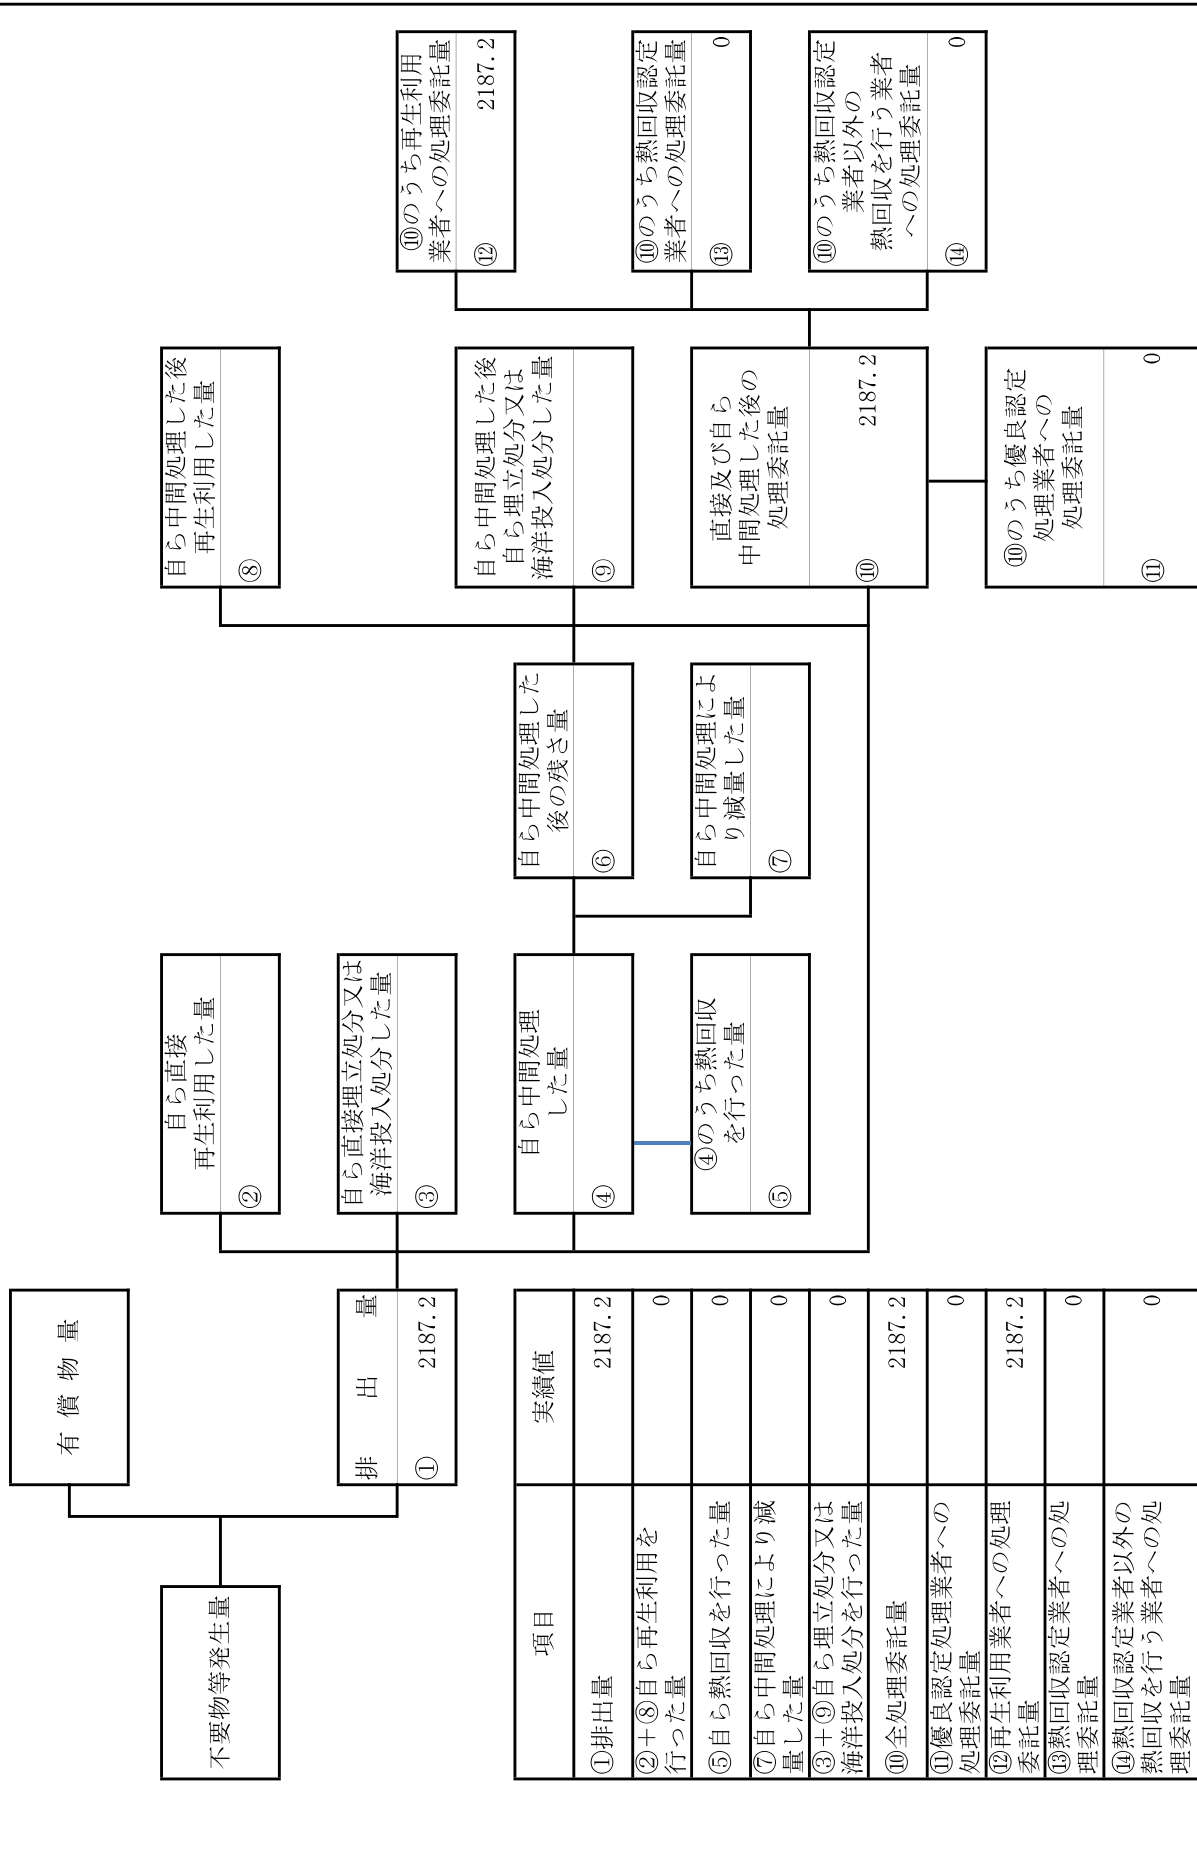 有 償 物 量
不要物等発生量
排 出 量
① 2187.2
自ら直接
再生利用した量
②
自ら直接埋立処分又は
海洋投入処分した量
③
自ら中間処理
した量
④
④のうち熱回収
を行った量
⑤
自ら中間処理した
後の残さ量
⑥
自ら中間処理によ
り減量した量
⑦
自ら中間処理した後
再生利用した量
⑧
自ら中間処理した後
自ら埋立処分又は
海洋投入処分した量
⑨
直接及び自ら
中間処理した後の
処理委託量
⑩ 2187.2
⑩のうち優良認定
処理業者への
処理委託量
⑪ 0
⑩のうち再生利用
業者への処理委託量
⑫ 2187.2
⑩のうち熱回収認定
業者への処理委託量
⑬ 0
⑩のうち熱回収認定
業者以外の
熱回収を行う業者
への処理委託量
⑭ 0
項目 実績値
①排出量 2187.2
②+⑧自ら再生利用を
行った量 0
⑤自ら熱回収を行った量 0
⑦自ら中間処理により減
量した量 0
③+⑨自ら埋立処分又は
海洋投入処分を行った量 0
⑩全処理委託量 2187.2
⑪優良認定処理業者への
処理委託量 0
⑫再生利用業者への処理
委託量 2187.2
⑬熱回収認定業者への処
理委託量 0
⑭熱回収認定業者以外の
熱回収を行う業者への処
理委託量 0